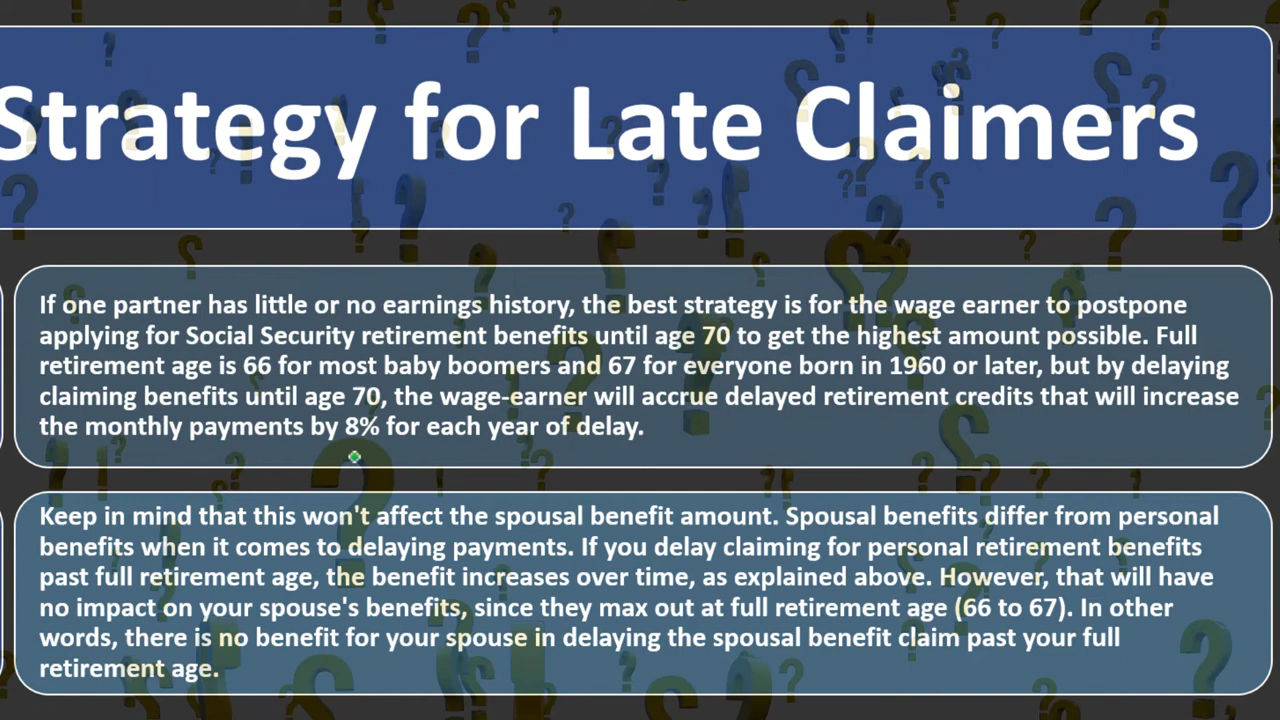 Strategy for Late Claimers
If one partner has little or no earnings history, the best strategy is for the wage earner to postpone
applying for Social Security retirement benefits until age 70 to get the highest amount possible. Full
retirement age is 66 for most baby boomers and 67 for everyone born in 1960 or later, but by delaying
claiming benefits until age 70, the wage-earner will accrue delayed retirement credits that will increase
the monthly payments by 8% for each year of delay.
Keep in mind that this won't affect the spousal benefit amount. Spousal benefits differ from personal
benefits when it comes to delaying payments. If you delay claiming for personal retirement benefits
past full retirement age, the benefit increases over time, as explained above. However, that will have
no impact on your spouse's benefits, since they max out at full retirement age (66 to 67). In other
words, there is no benefit for your spouse in delaying the spousal benefit claim past your full
retirement age.